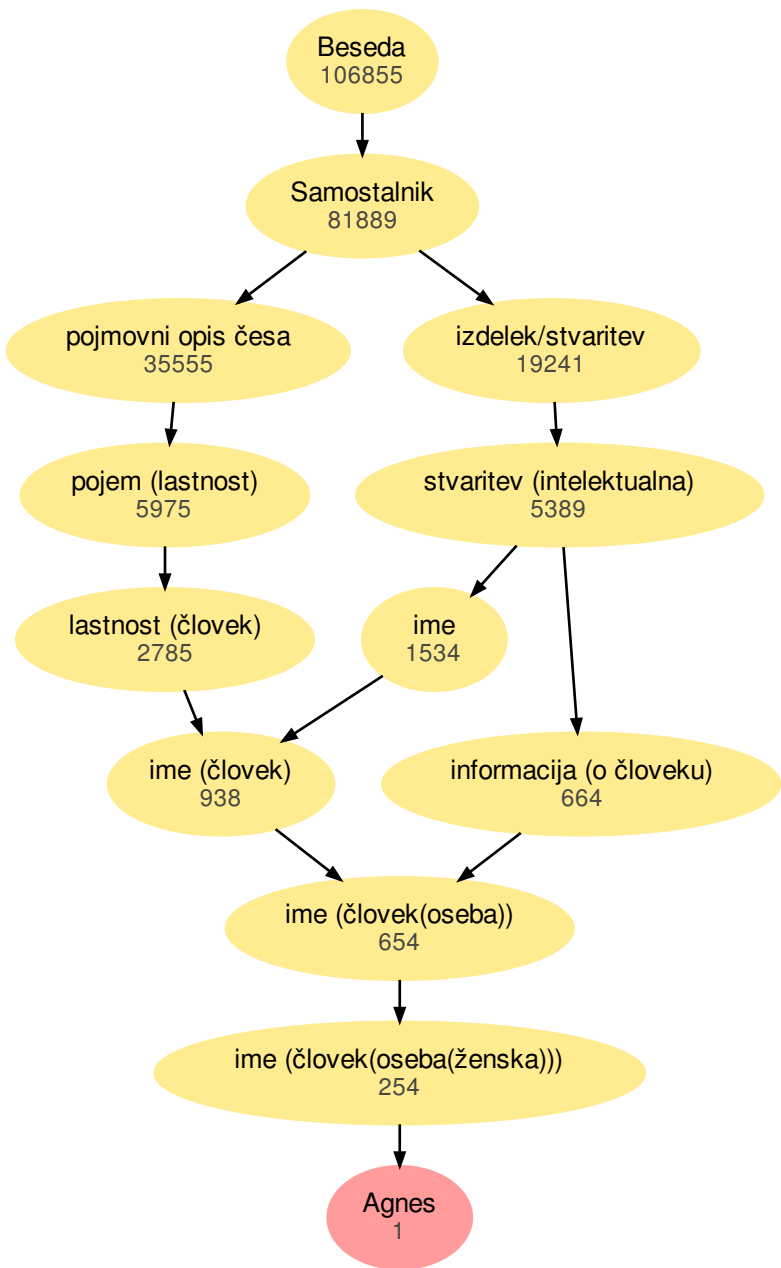 Beseda
106855
Samostalnik
81889
pojmovni opis česa
35555
izdelek/stvaritev
19241
pojem (lastnost)
5975
stvaritev (intelektualna)
5389
lastnost (človek)
2785
ime
1534
ime (človek)
938
informacija (o človeku)
664
ime (človek(oseba))
654
ime (človek(oseba(ženska)))
254
Agnes
1